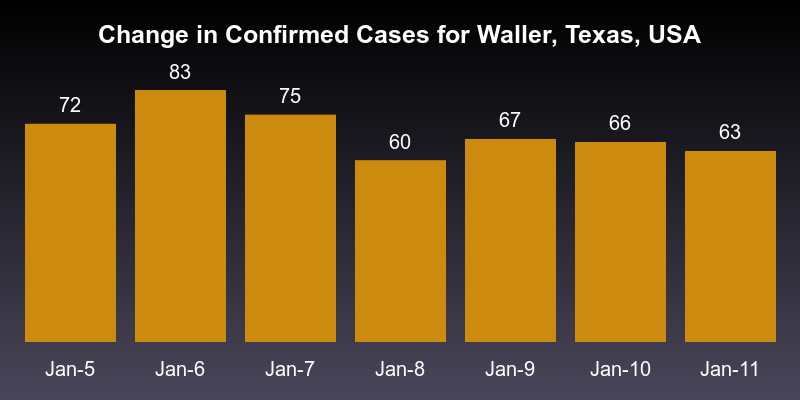 Change in Confirmed Cases for Waller, Texas, USA
72
83
75
60
67
66
63
Jan-5
Jan-6
Jan-7
Jan-8
Jan-9
Jan-10
Jan-11